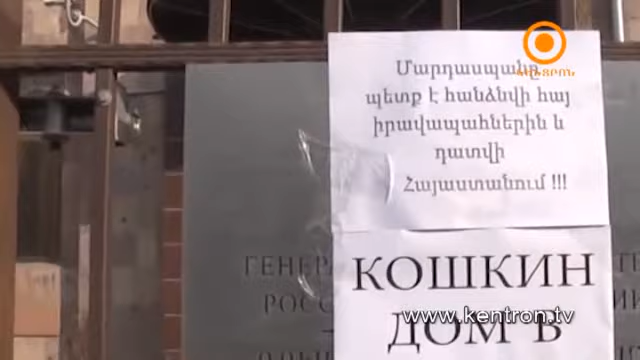 Մարդասպանը
պետք է հանձնվի հայ
իրավապահներին և
դատվի
Հայաստանում !!!
КОШКИН
ДОМ В
www.kentron.tv